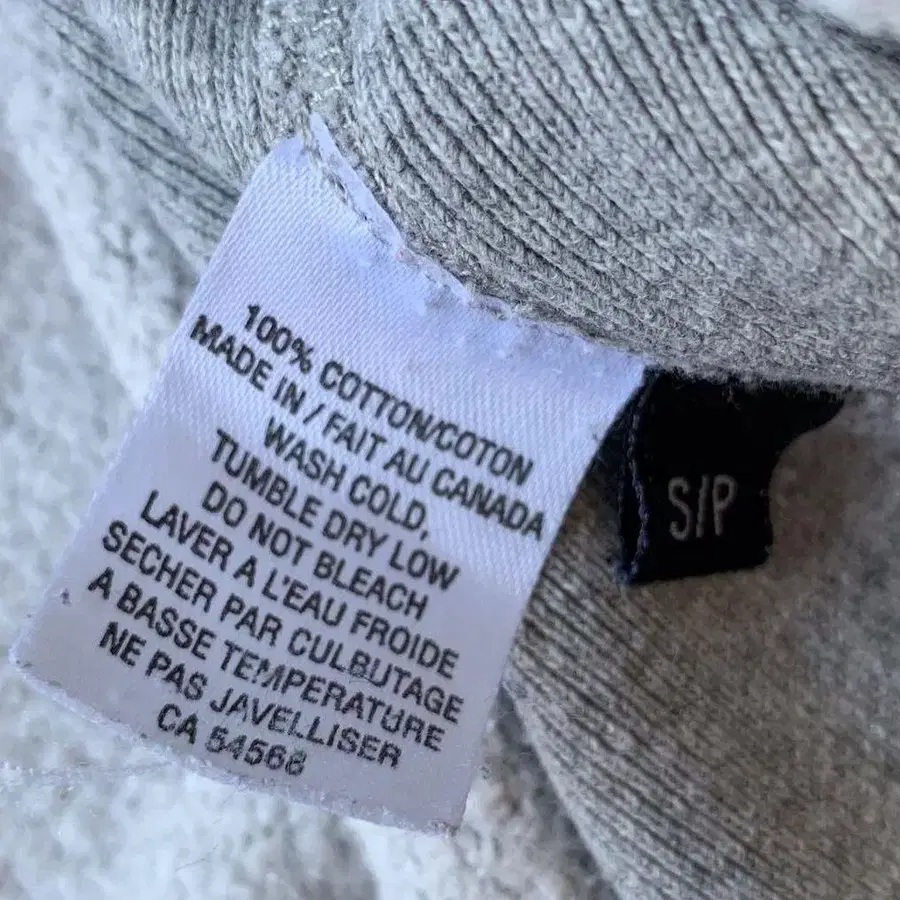 100% COTTON/COTON
MADE IN / FAIT AU CANADA
WASH COLD,
TUMBLE DRY LOW
DO NOT BLEACH
LAVER A L'EAU FROIDE
SECHER PAR CULBUTAGE
A BASSE TEMPERATURE
NE PAS JAVELLISER
CA 54566
S/P